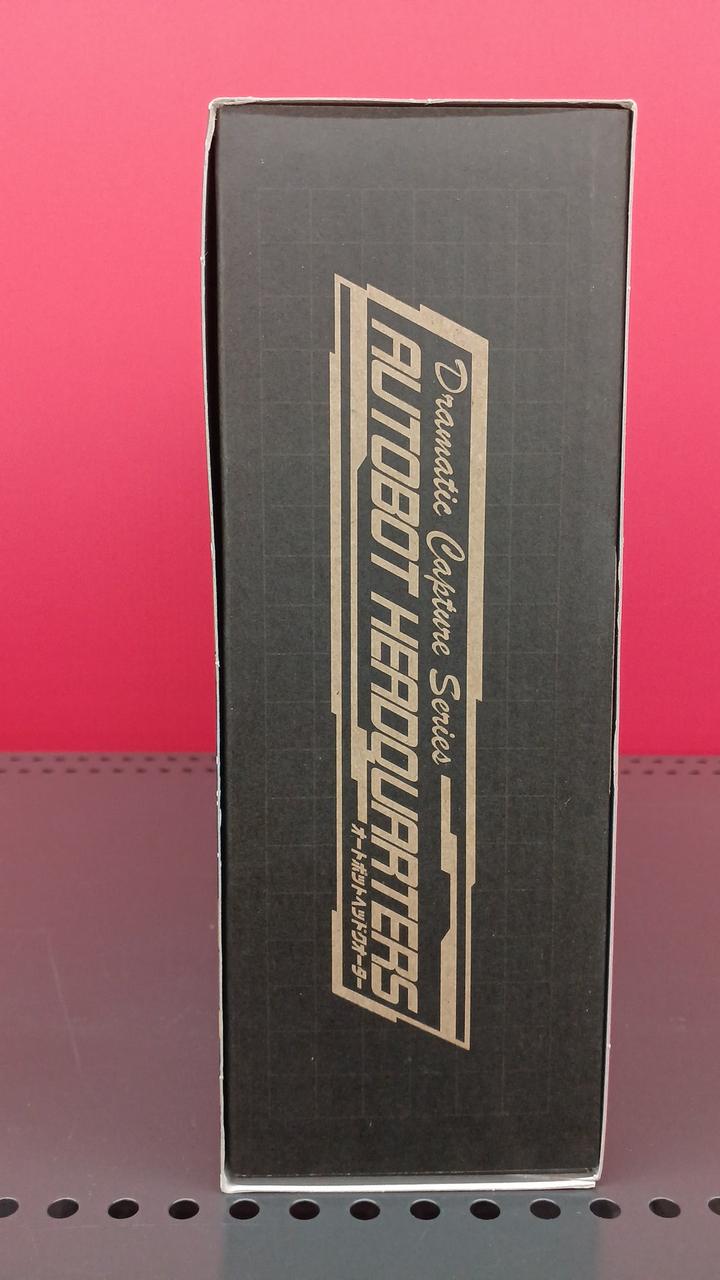 Dramatic Capture Series
AUTOBOT HEADQUARTERS
オートボットヘッドクオーター